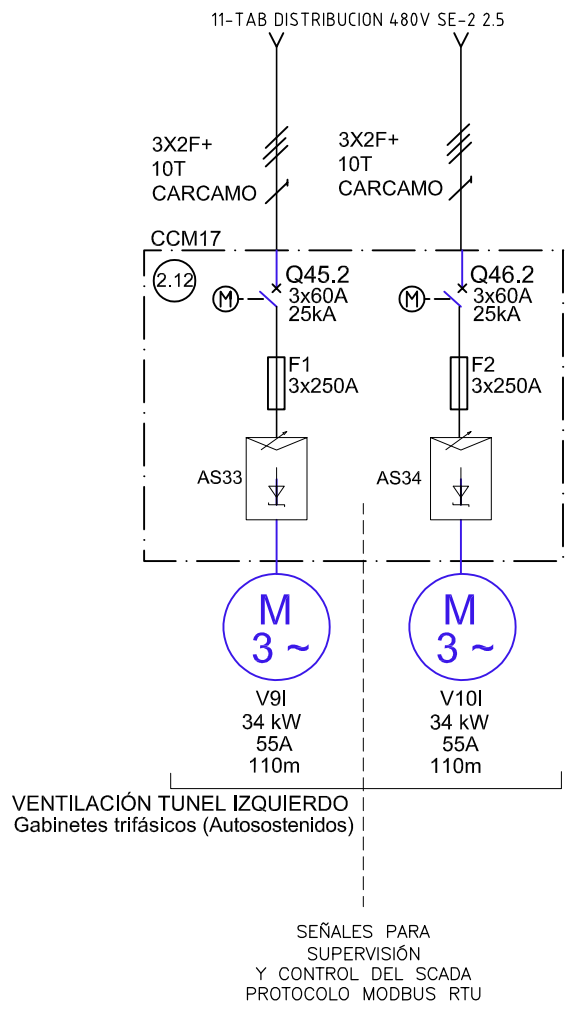 11-TAB DISTRIBUCION 480V SE-2 2.5
3X2F+
10T
CARCAMO
3X2F+
10T
CARCAMO
CCM17
2.12
Q45.2
3x60A
25kA
M
Q46.2
3x60A
25kA
M
F1
3x250A
F2
3x250A
AS33
AS34
M
3 ~
M
3 ~
V9I
34 kW
55A
110m
V10I
34 kW
55A
110m
VENTILACIÓN TUNEL IZQUIERDO
Gabinetes trifásicos (Autosostenidos)
SEÑALES PARA
SUPERVISIÓN
Y CONTROL DEL SCADA
PROTOCOLO MODBUS RTU